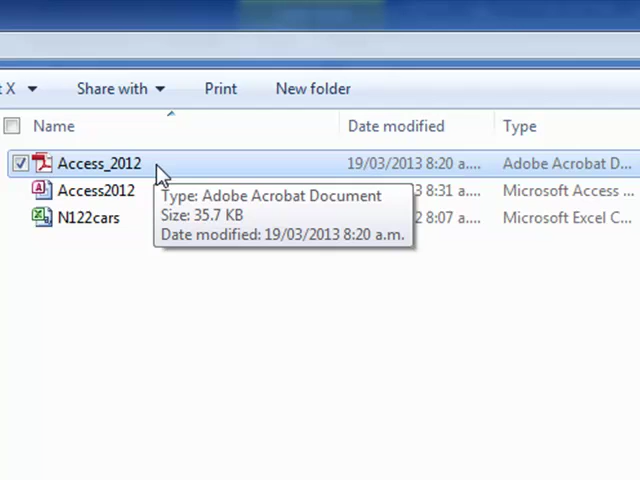 t X Share with Print New folder
Name Date modified Type
Access_2012 19/03/2013 8:20 a.... Adobe Acrobat D...
Access2012 8:31 a.... Microsoft Access ...
N122cars 8:07 a.... Microsoft Excel C...
Type: Adobe Acrobat Document
Size: 35.7 KB
Date modified: 19/03/2013 8:20 a.m.